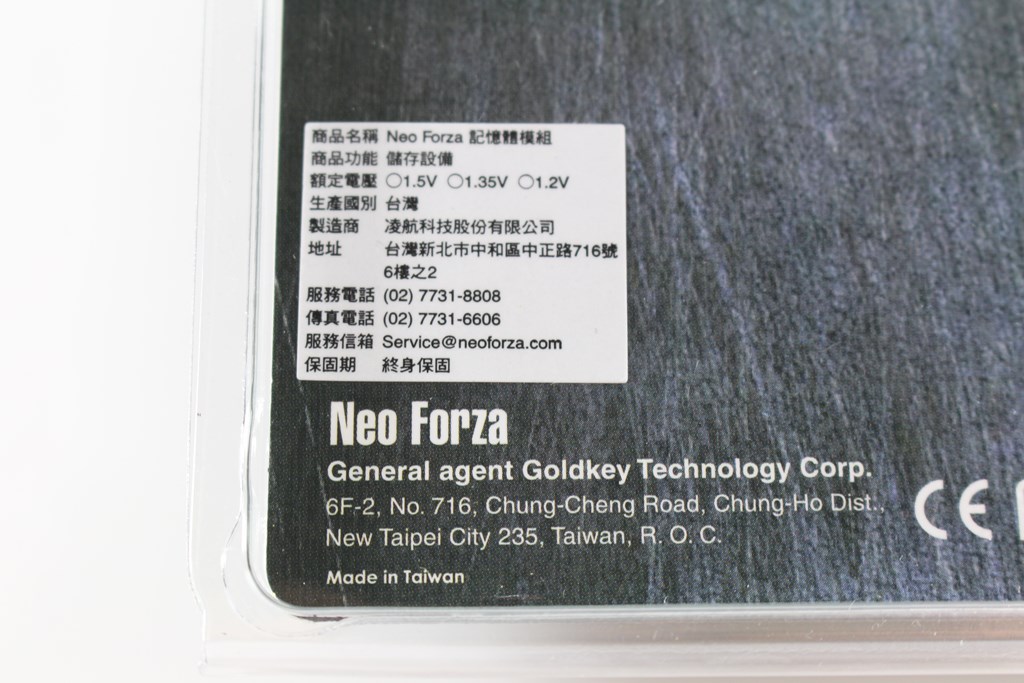 商品名稱 Neo Forza 記憶體模組
商品功能 儲存設備
額定電壓 ○1.5V ○1.35V ○1.2V
生產國別 台灣
製造商 凌航科技股份有限公司
地址 台灣新北市中和區中正路716號
6樓之2
服務電話 (02) 7731-8808
傳真電話 (02) 7731-6606
服務信箱 Service@neoforza.com
保固期 終身保固
Neo Forza
General agent Goldkey Technology Corp.
6F-2, No. 716, Chung-Cheng Road, Chung-Ho Dist.,
New Taipei City 235, Taiwan, R. O. C.
Made in Taiwan
CE